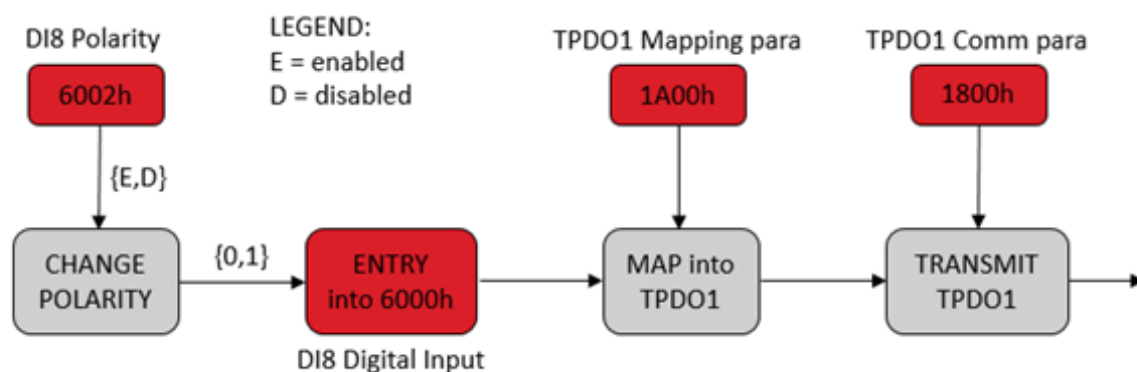 DI8 Polarity
LEGEND:
E = enabled
D = disabled
TPDO1 Mapping para
TPDO1 Comm para
6002h
1A00h
1800h
{E,D}
CHANGE
POLARITY
{0,1}
ENTRY
into 6000h
MAP into
TPDO1
TRANSMIT
TPDO1
DI8 Digital Input